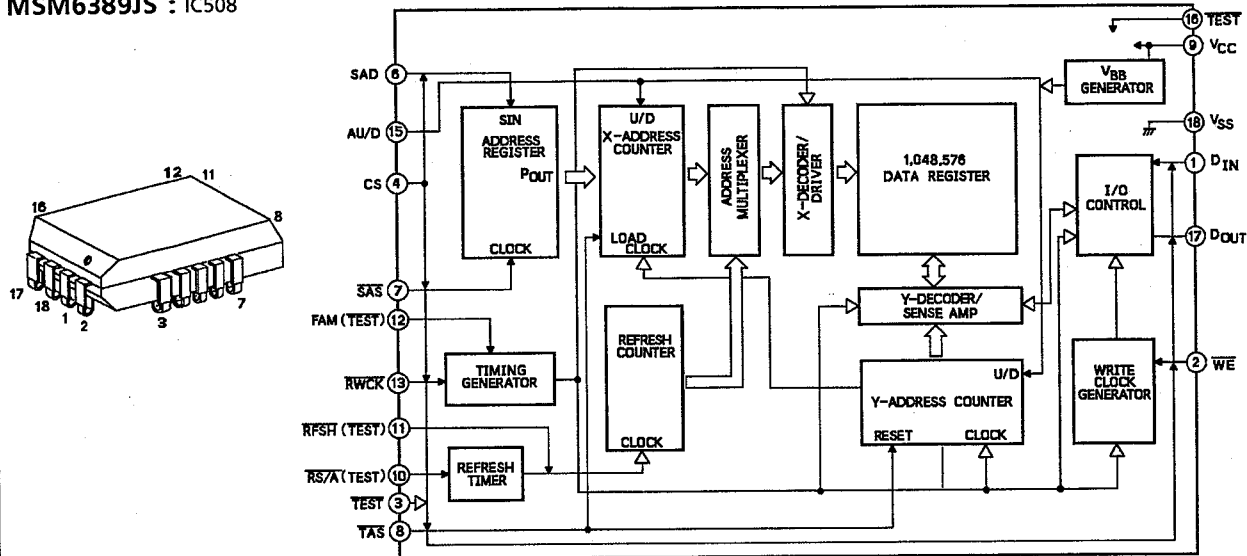 MSM6389JS : IC508
12
11
16
8
17
18
1
2
3
7
SAD 6
AU/D 15
CS 4
SAS 7
FAM (TEST) 12
RWCK 13
RFSH (TEST) 11
RS/A (TEST) 10
TEST 3
TAS 8
SIN
ADDRESS
REGISTER
POUT
CLOCK
U/D
X-ADDRESS
COUNTER
LOAD
CLOCK
ADDRESS
MULTIPLEXER
X-DECODER/
DRIVER
1,048,576
DATA REGISTER
VBB
GENERATOR
I/O
CONTROL
Y-DECODER/
SENSE AMP
REFRESH
COUNTER
CLOCK
TIMING
GENERATOR
REFRESH
TIMER
U/D
Y-ADDRESS COUNTER
RESET
CLOCK
WRITE
CLOCK
GENERATOR
16 TEST
9 VCC
18 VSS
1 DIN
17 DOUT
2 WE